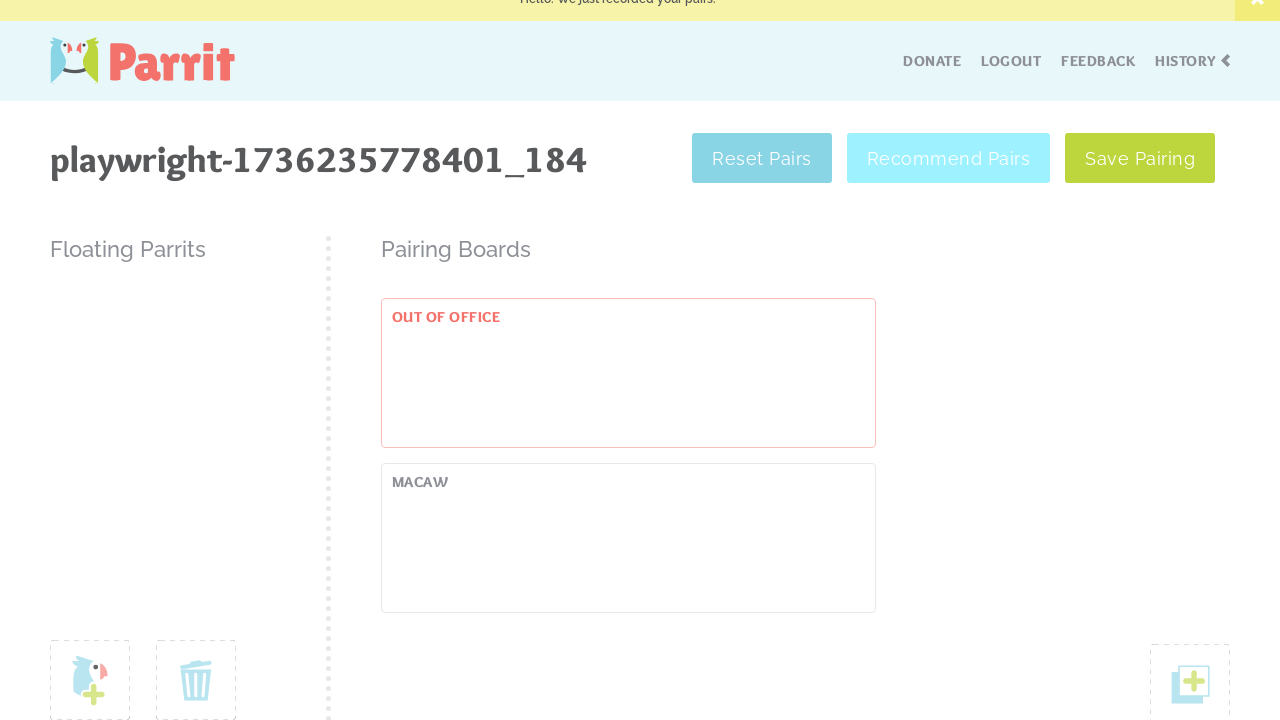 Hello. We just recorded your pairs.
Parrit
DONATE LOGOUT FEEDBACK HISTORY
playwright-1736235778401_184
Reset Pairs
Recommend Pairs
Save Pairing
Floating Parrits
Pairing Boards
OUT OF OFFICE
MACAW